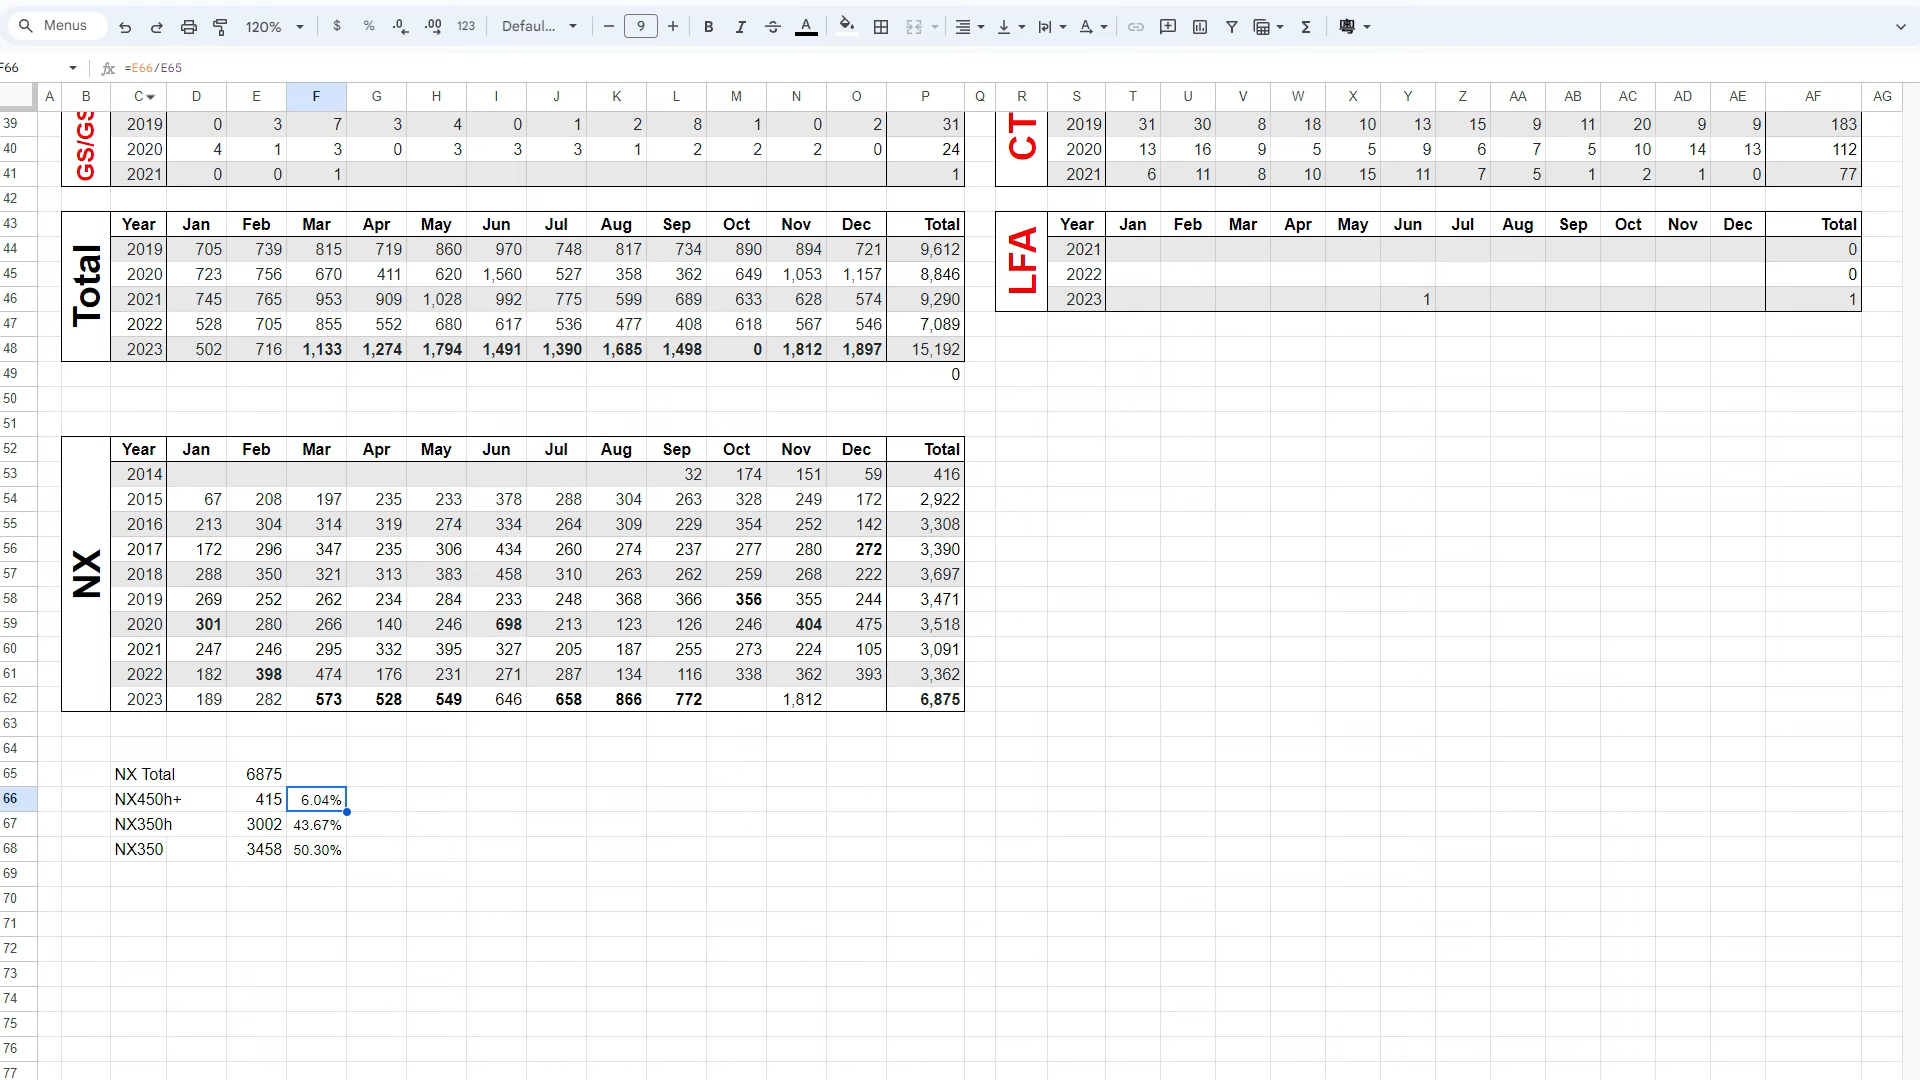 Menus 120% $ % .0 .00 123 Defaul... 9 B I A
F66 fx =E66/E65
A B C D E F G H I J K L M N O P Q R S T U V W X Y Z AA AB AC AD AE AF AG
39 2019 0 3 7 3 4 0 1 2 8 1 0 2 31 2019 31 30 8 18 10 13 15 9 11 20 9 9 183
GS/GS CT
40 2020 4 1 3 0 3 3 3 1 2 2 2 0 24 2020 13 16 9 5 5 9 6 7 5 10 14 13 112
41 2021 0 0 1 1 2021 6 11 8 10 15 11 7 5 1 2 1 0 77
42
43 Year Jan Feb Mar Apr May Jun Jul Aug Sep Oct Nov Dec Total Year Jan Feb Mar Apr May Jun Jul Aug Sep Oct Nov Dec Total
44 2019 705 739 815 719 860 970 748 817 734 890 894 721 9,612 2021 0
45 2020 723 756 670 411 620 1,560 527 358 362 649 1,053 1,157 8,846 2022 0
Total LFA
46 2021 745 765 953 909 1,028 992 775 599 689 633 628 574 9,290 2023 1 1
47 2022 528 705 855 552 680 617 536 477 408 618 567 546 7,089
48 2023 502 716 1,133 1,274 1,794 1,491 1,390 1,685 1,498 0 1,812 1,897 15,192
49 0
50
51
52 Year Jan Feb Mar Apr May Jun Jul Aug Sep Oct Nov Dec Total
53 2014 32 174 151 59 416
54 2015 67 208 197 235 233 378 288 304 263 328 249 172 2,922
55 2016 213 304 314 319 274 334 264 309 229 354 252 142 3,308
56 2017 172 296 347 235 306 434 260 274 237 277 280 272 3,390
NX
57 2018 288 350 321 313 383 458 310 263 262 259 268 222 3,697
58 2019 269 252 262 234 284 233 248 368 366 356 355 244 3,471
59 2020 301 280 266 140 246 698 213 123 126 246 404 475 3,518
60 2021 247 246 295 332 395 327 205 187 255 273 224 105 3,091
61 2022 182 398 474 176 231 271 287 134 116 338 362 393 3,362
62 2023 189 282 573 528 549 646 658 866 772 1,812 6,875
63
64
65 NX Total 6875
66 NX450h+ 415 6.04%
67 NX350h 3002 43.67%
68 NX350 3458 50.30%
69
70
71
72
73
74
75
76
77